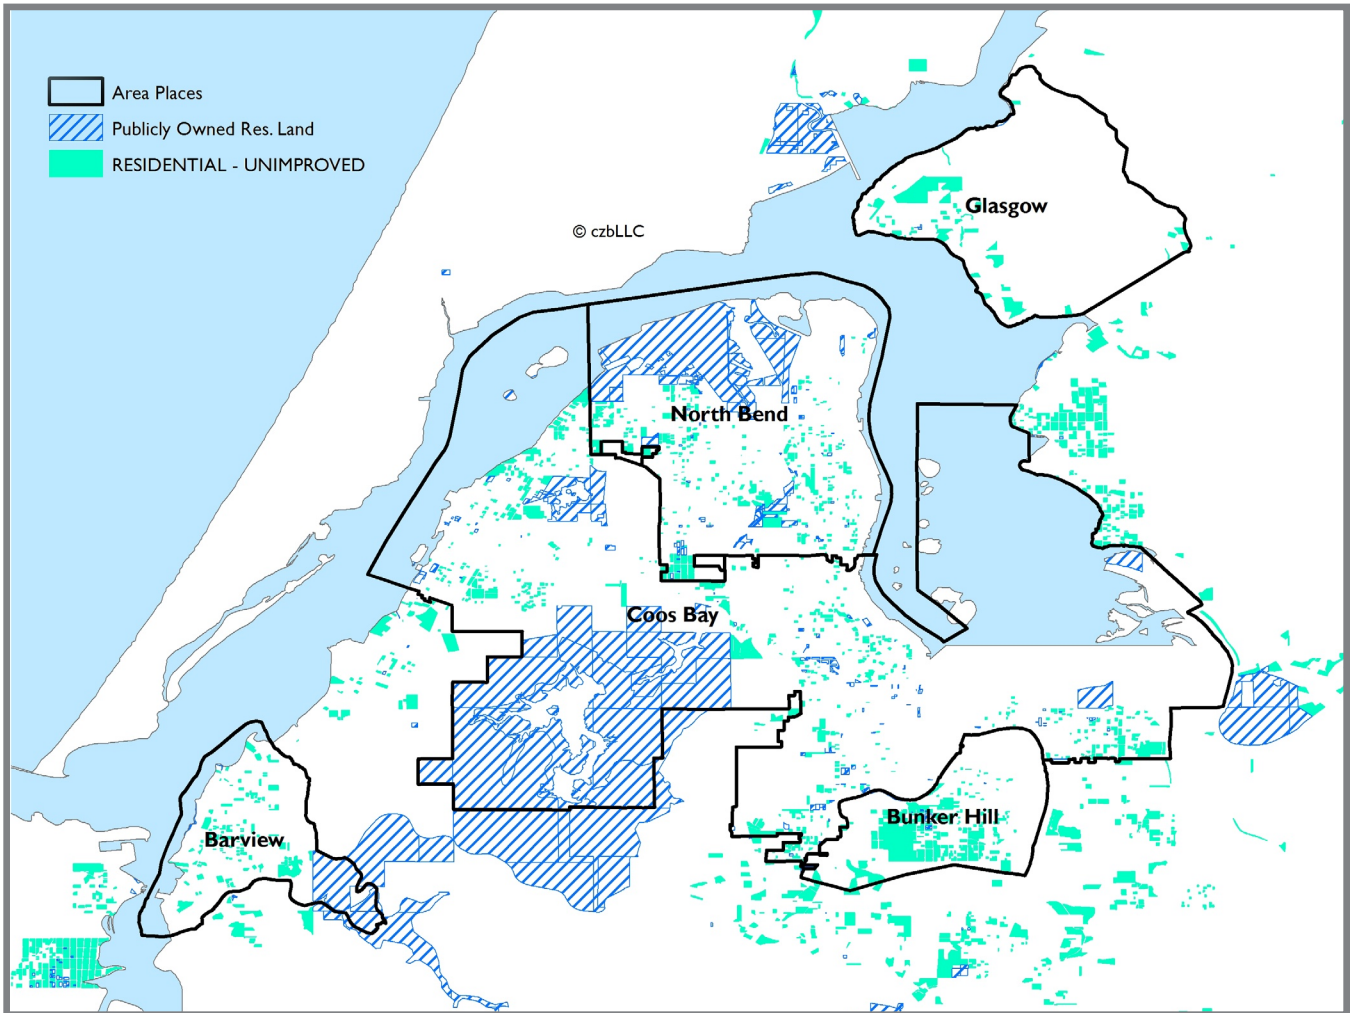 Area Places
Publicly Owned Res. Land
RESIDENTIAL - UNIMPROVED
Glasgow
© czbLLC
North Bend
Coos Bay
Bunker Hill
Barview